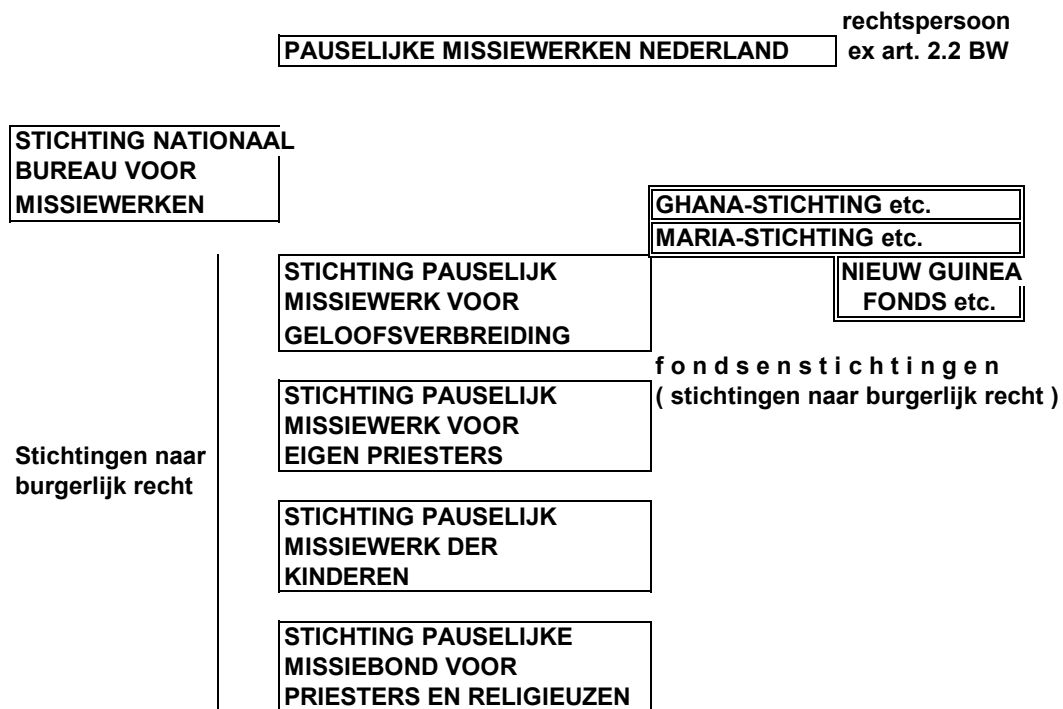 rechtspersoon
PAUSELIJKE MISSIEWERKEN NEDERLAND
ex art. 2.2 BW
STICHTING NATIONAAL
BUREAU VOOR
MISSIEWERKEN
GHANA-STICHTING etc.
MARIA-STICHTING etc.
NIEUW GUINEA
FONDS etc.
STICHTING PAUSELIJK
MISSIEWERK VOOR
GELOOFSVERBREIDING
f o n d s e n s t i c h t i n g e n
( stichtingen naar burgerlijk recht )
STICHTING PAUSELIJK
MISSIEWERK VOOR
EIGEN PRIESTERS
Stichtingen naar
burgerlijk recht
STICHTING PAUSELIJK
MISSIEWERK DER
KINDEREN
STICHTING PAUSELIJKE
MISSIEBOND VOOR
PRIESTERS EN RELIGIEUZEN